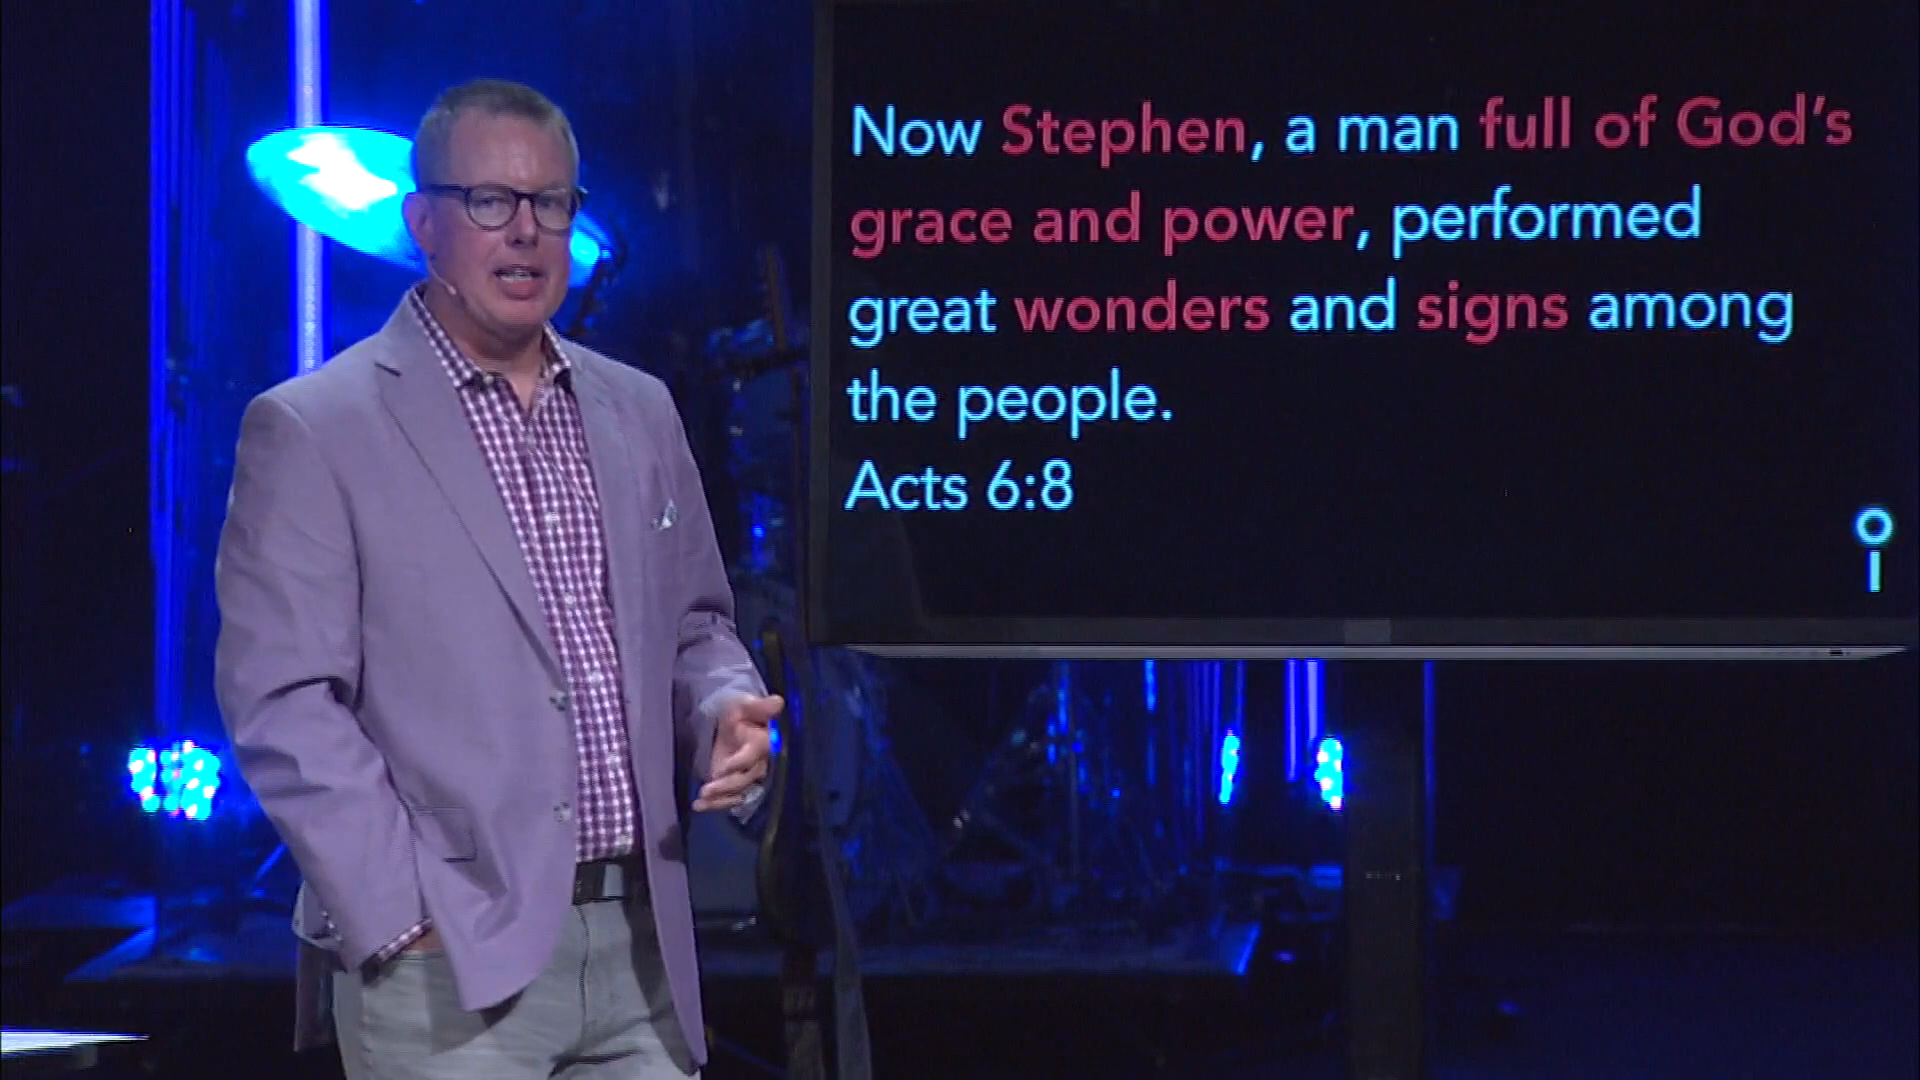 Now Stephen, a man full of God’s
grace and power, performed
great wonders and signs among
the people.
Acts 6:8